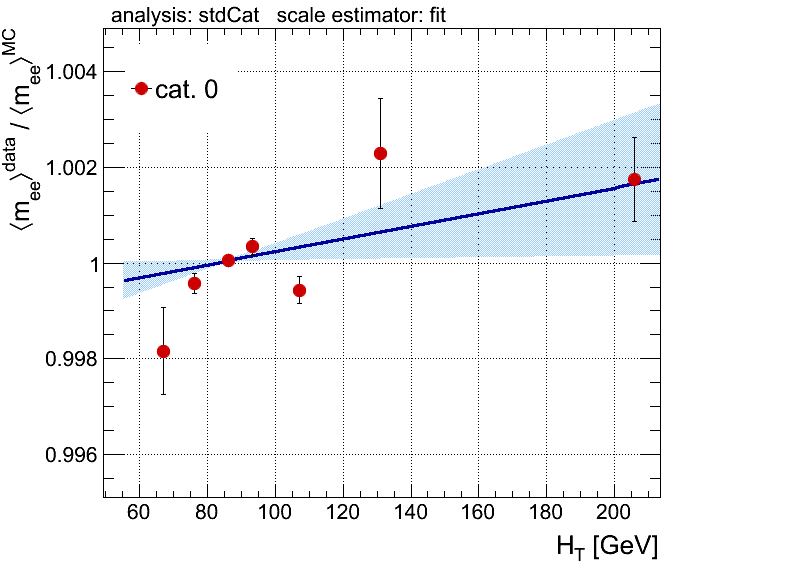 analysis: stdCat   scale estimator: fit
⟨m_ee⟩^data / ⟨m_ee⟩^MC
cat. 0
1.004
1.002
1
0.998
0.996
60 80 100 120 140 160 180 200
H_T [GeV]